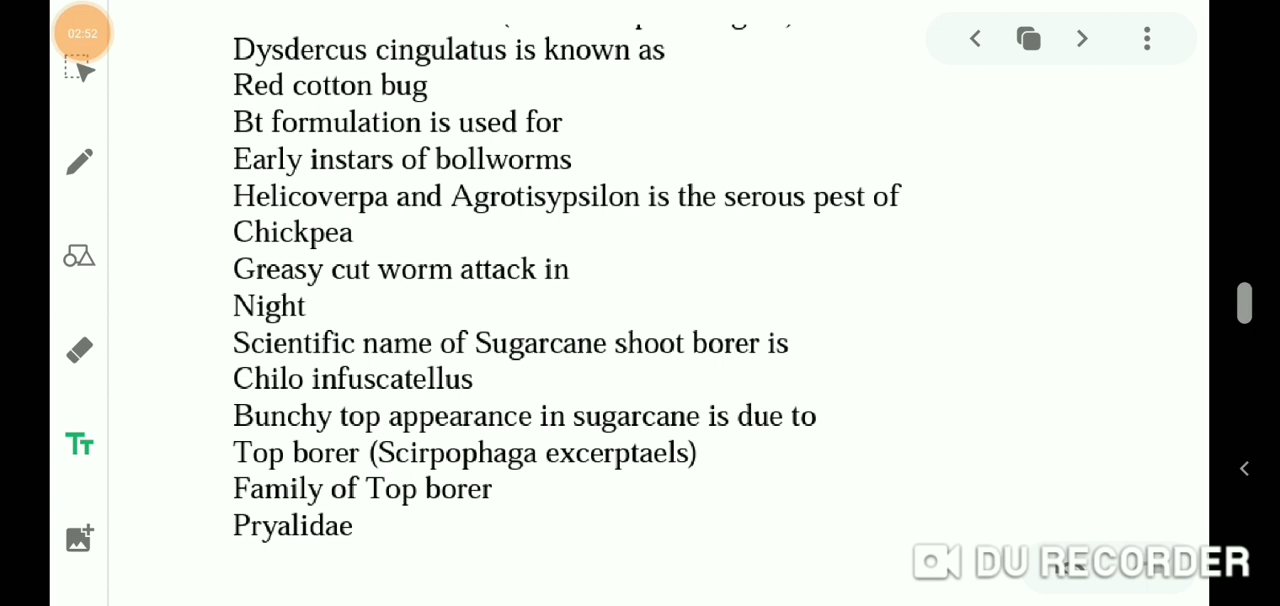 02:52
Dysdercus cingulatus is known as
Red cotton bug
Bt formulation is used for
Early instars of bollworms
Helicoverpa and Agrotisypsilon is the serous pest of
Chickpea
Greasy cut worm attack in
Night
Scientific name of Sugarcane shoot borer is
Chilo infuscatellus
Bunchy top appearance in sugarcane is due to
Top borer (Scirpophaga excerptaels)
Family of Top borer
Pryalidae
TT
DU RECORDER